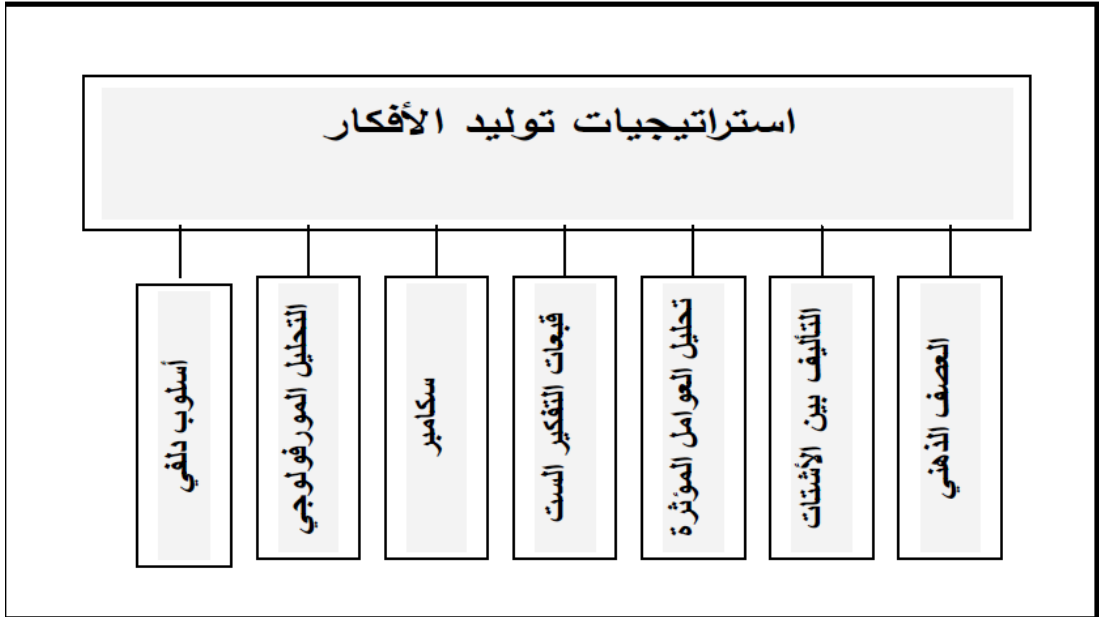 استراتيجيات توليد الأفكار
العصف الذهني
التأليف بين الأشتات
تحليل العوامل المؤثرة
قبعات التفكير الست
سكامبر
التحليل المورفولوجي
أسلوب دلفي